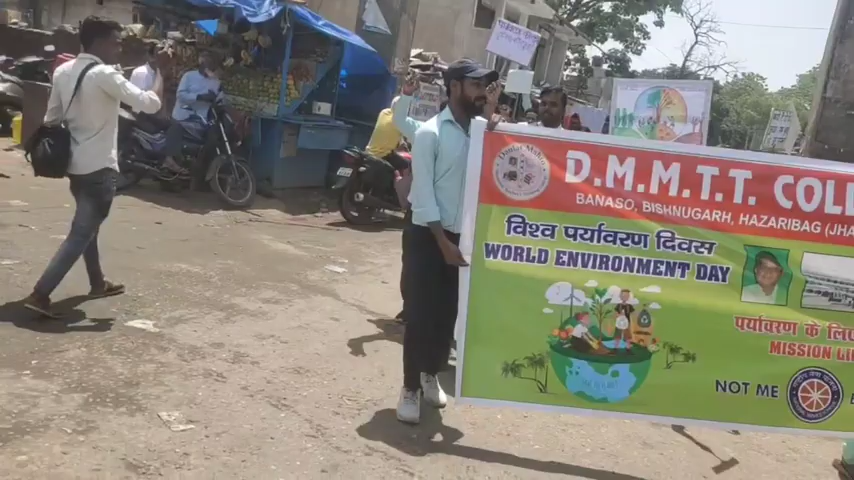 D.M.M.T.T. COLL
BANASO, BISHNUGARH, HAZARIBAG (JHA
विश्व पर्यावरण दिवस
WORLD ENVIRONMENT DAY
पर्यावरण के लिए
MISSION LI
NOT ME